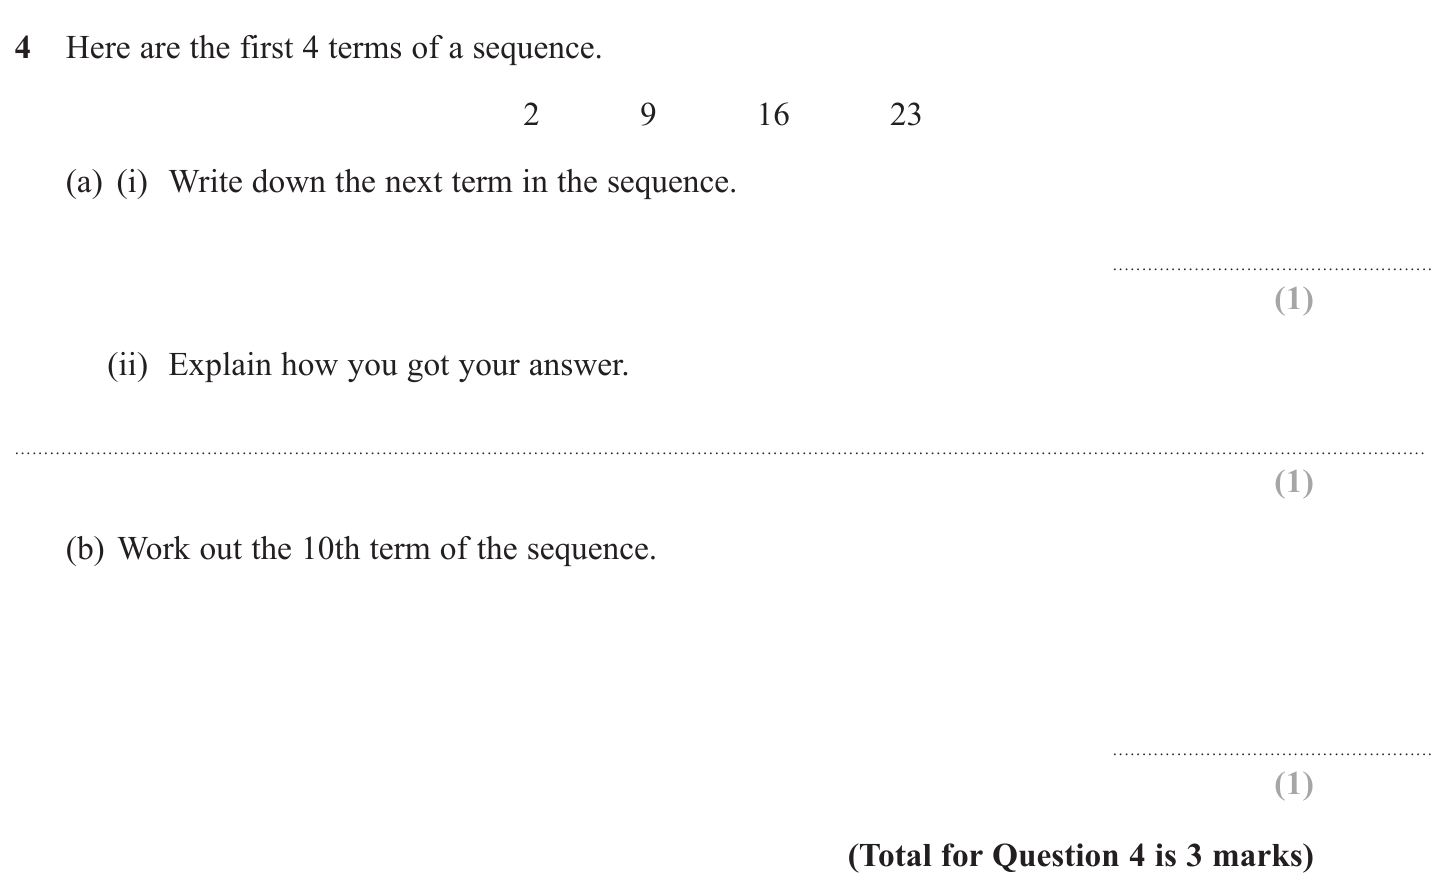 4 Here are the first 4 terms of a sequence.
2 9 16 23
(a) (i) Write down the next term in the sequence.
(1)
(ii) Explain how you got your answer.
(1)
(b) Work out the 10th term of the sequence.
(1)
(Total for Question 4 is 3 marks)